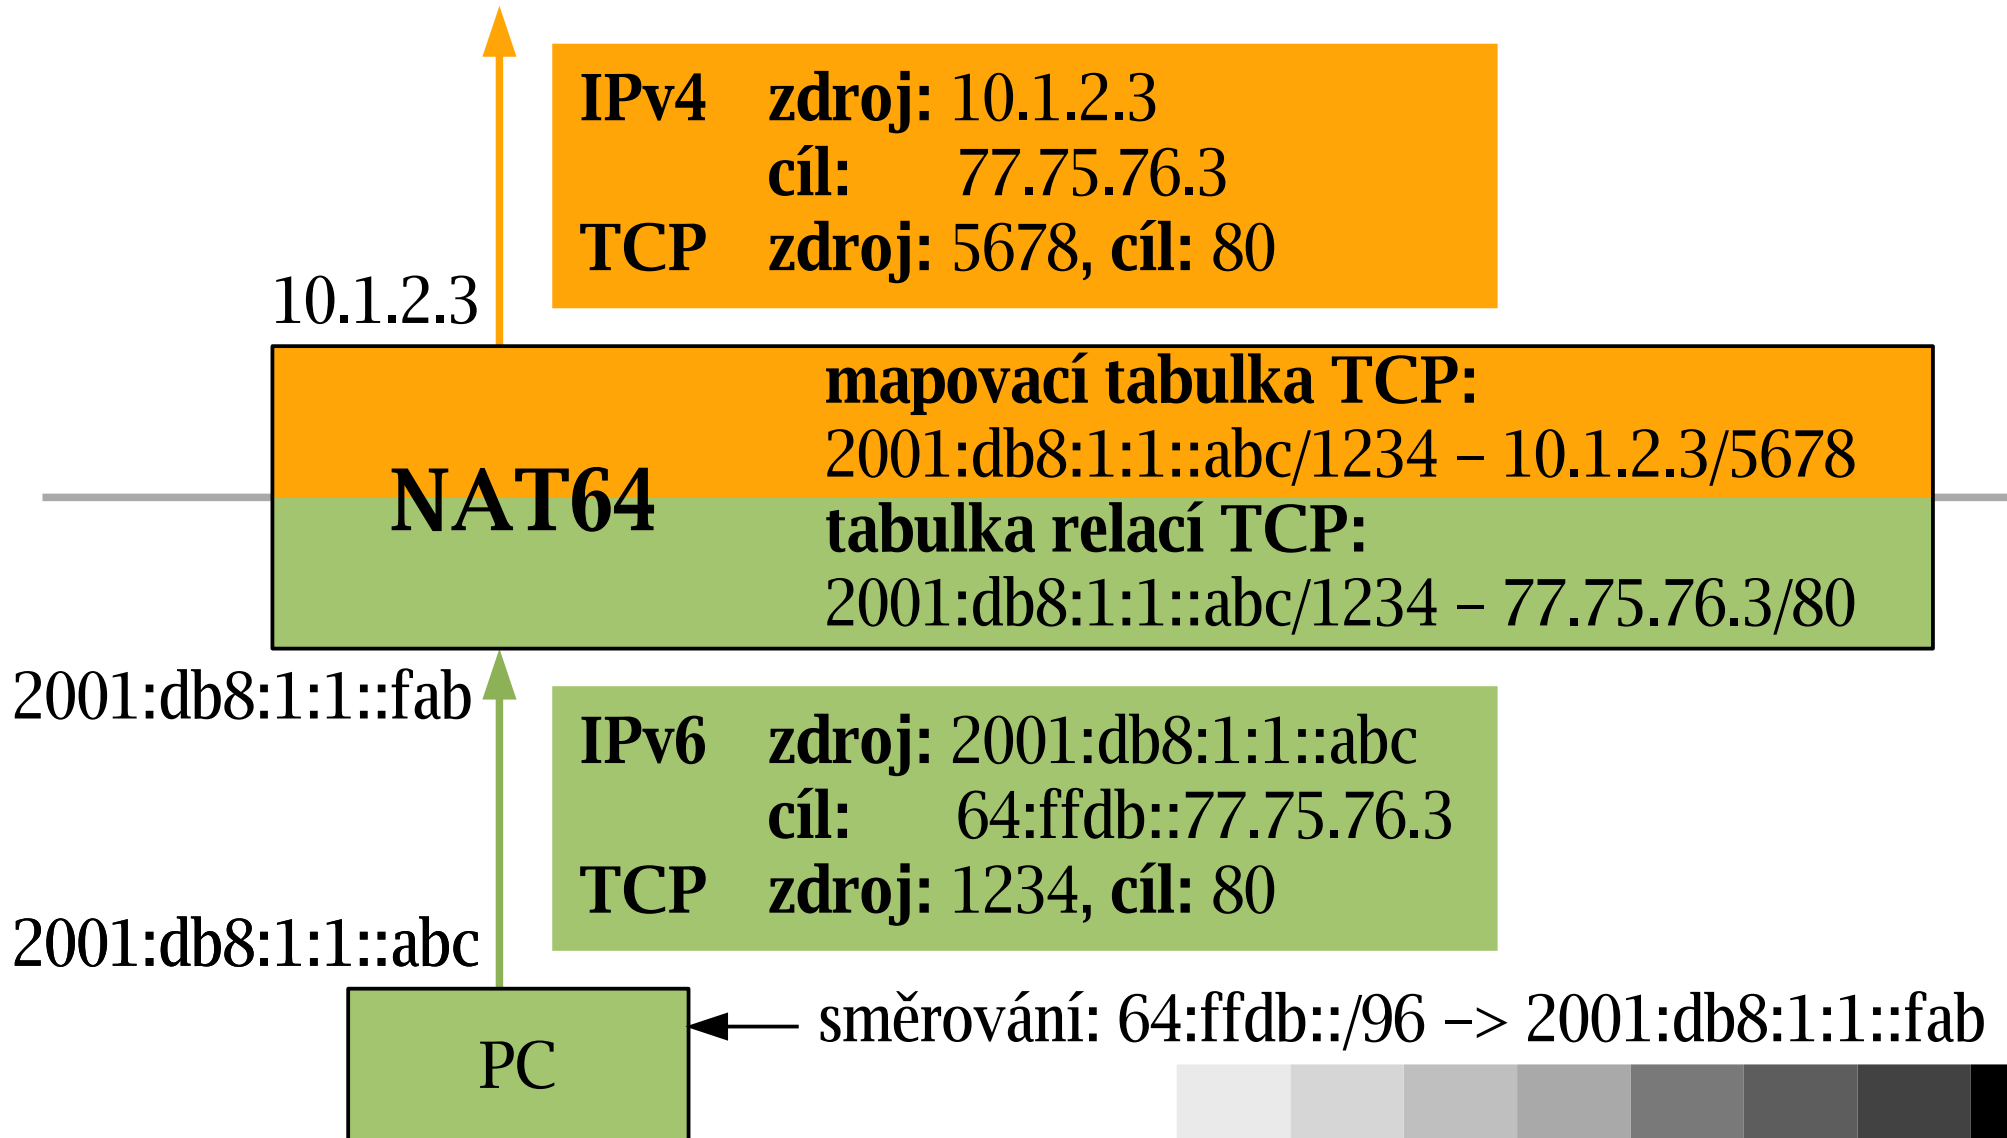 IPv4 zdroj: 10.1.2.3
cíl: 77.75.76.3
TCP zdroj: 5678, cíl: 80
10.1.2.3
NAT64
mapovací tabulka TCP:
2001:db8:1:1::abc/1234 – 10.1.2.3/5678
tabulka relací TCP:
2001:db8:1:1::abc/1234 – 77.75.76.3/80
2001:db8:1:1::fab
IPv6 zdroj: 2001:db8:1:1::abc
cíl: 64:ffdb::77.75.76.3
TCP zdroj: 1234, cíl: 80
2001:db8:1:1::abc
PC
směrování: 64:ffdb::/96 –> 2001:db8:1:1::fab